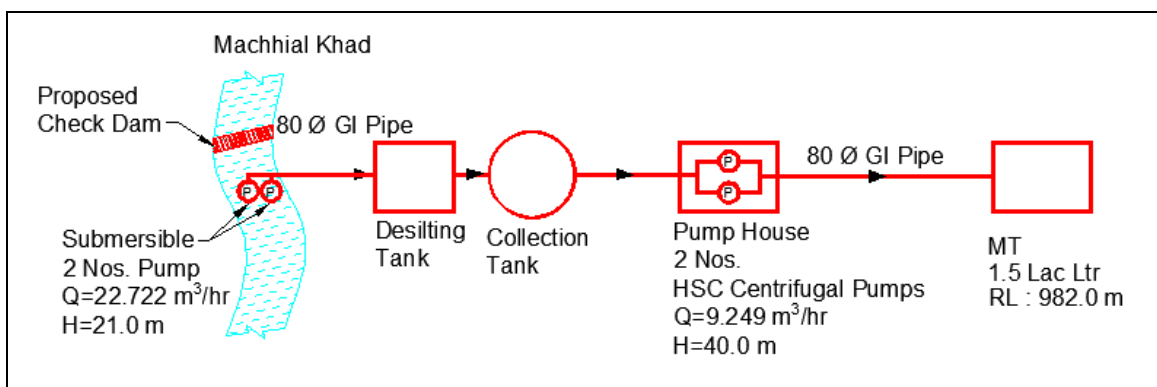 Machhial Khad
Proposed
Check Dam
80 Ø GI Pipe
P P
Submersible
2 Nos. Pump
Q=22.722 m³/hr
H=21.0 m
Desilting
Tank
Collection
Tank
P
P
Pump House
2 Nos.
HSC Centrifugal Pumps
Q=9.249 m³/hr
H=40.0 m
80 Ø GI Pipe
MT
1.5 Lac Ltr
RL : 982.0 m